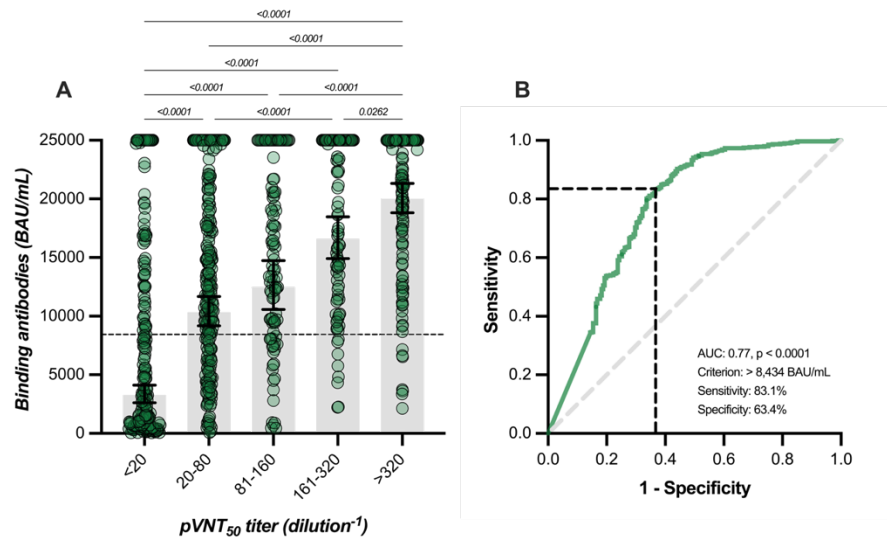 <0.0001
<0.0001
<0.0001
<0.0001 <0.0001
<0.0001 <0.0001 0.0262
A
Binding antibodies (BAU/mL)
25000
20000
15000
10000
5000
0
<20
20-80
81-160
161-320
>320
pVNT50 titer (dilution-1)
B
Sensitivity
1.0
0.8
0.6
0.4
0.2
0.0
AUC: 0.77, p < 0.0001
Criterion: > 8,434 BAU/mL
Sensitivity: 83.1%
Specificity: 63.4%
0.0 0.2 0.4 0.6 0.8 1.0
1 - Specificity